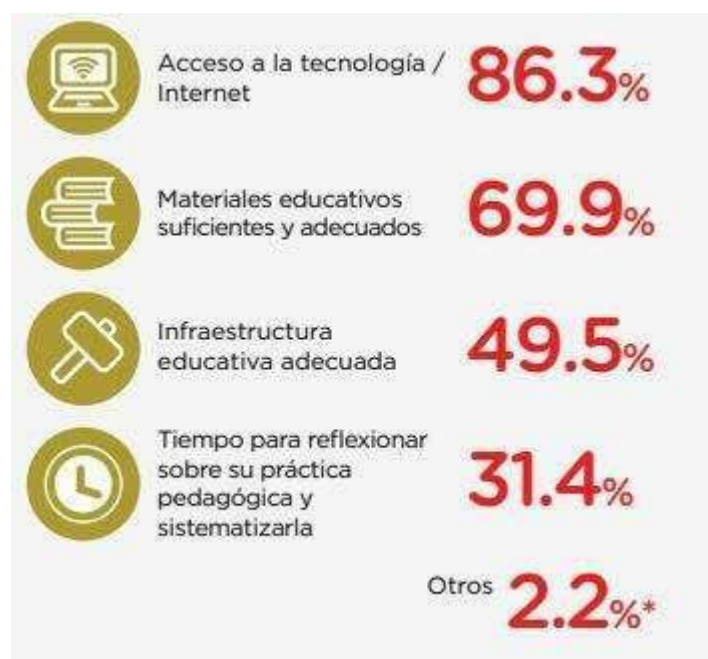 Acceso a la tecnología /
Internet
86.3%
Materiales educativos
suficientes y adecuados
69.9%
Infraestructura
educativa adecuada
49.5%
Tiempo para reflexionar
sobre su práctica
pedagógica y
sistematizarla
31.4%
Otros 2.2%*